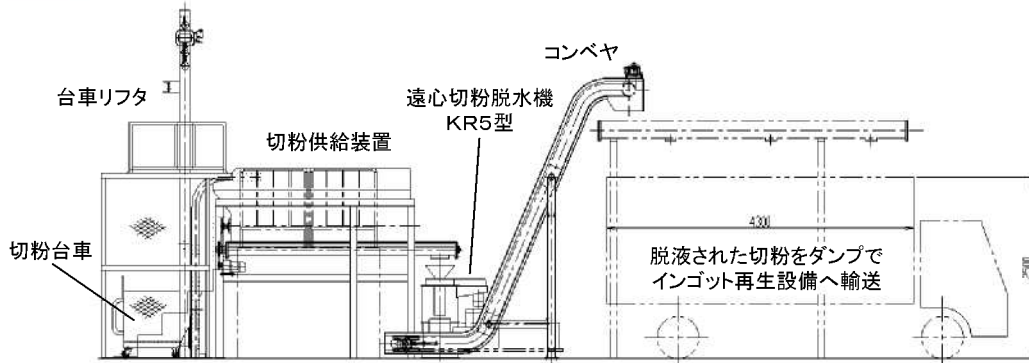 コンベヤ
台車リフタ
遠心切粉脱水機
KR5型
切粉供給装置
4300
切粉台車
脱液された切粉をダンプで
インゴット再生設備へ輸送